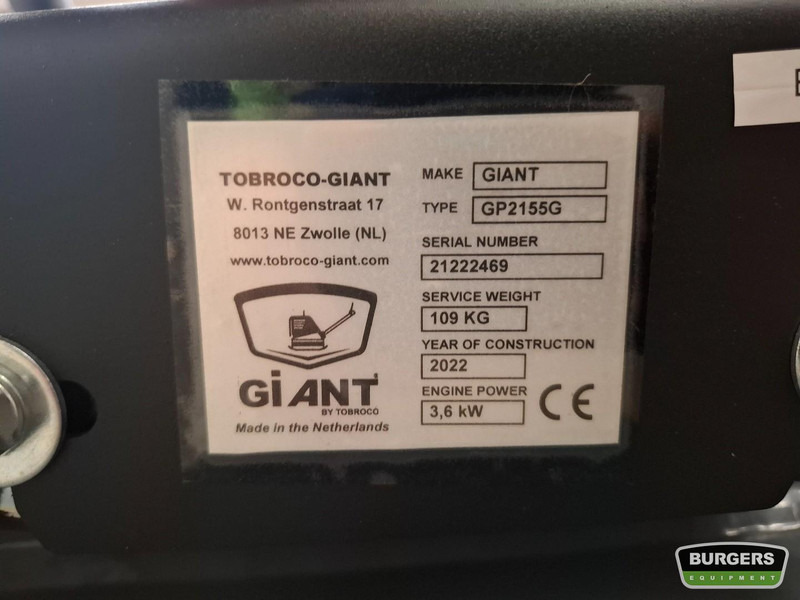 TOBROCO-GIANT
W. Rontgenstraat 17
8013 NE Zwolle (NL)
www.tobroco-giant.com
GiANT
BY TOBROCO
Made in the Netherlands
MAKE GIANT
TYPE GP2155G
SERIAL NUMBER
21222469
SERVICE WEIGHT
109 KG
YEAR OF CONSTRUCTION
2022
ENGINE POWER
3,6 kW
CE
BURGERS
EQUIPMENT